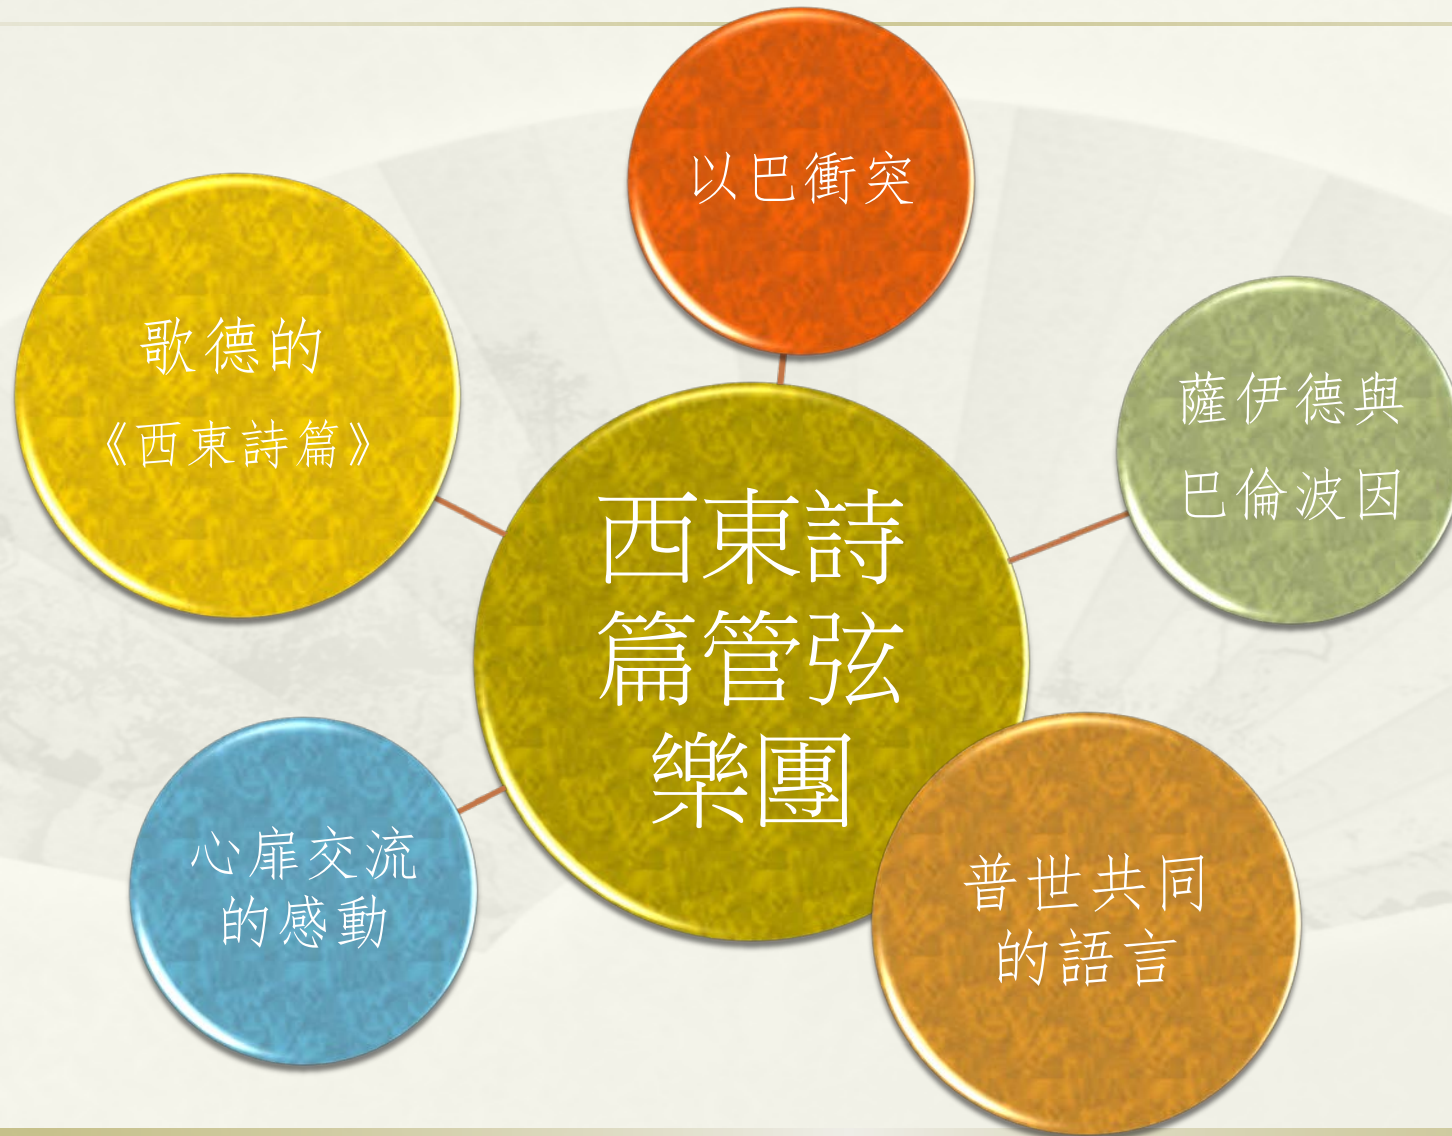 以巴衝突
歌德的
《西東詩篇》
薩伊德與
巴倫波因
西東詩
篇管弦
樂團
心扉交流
的感動
普世共同
的語言